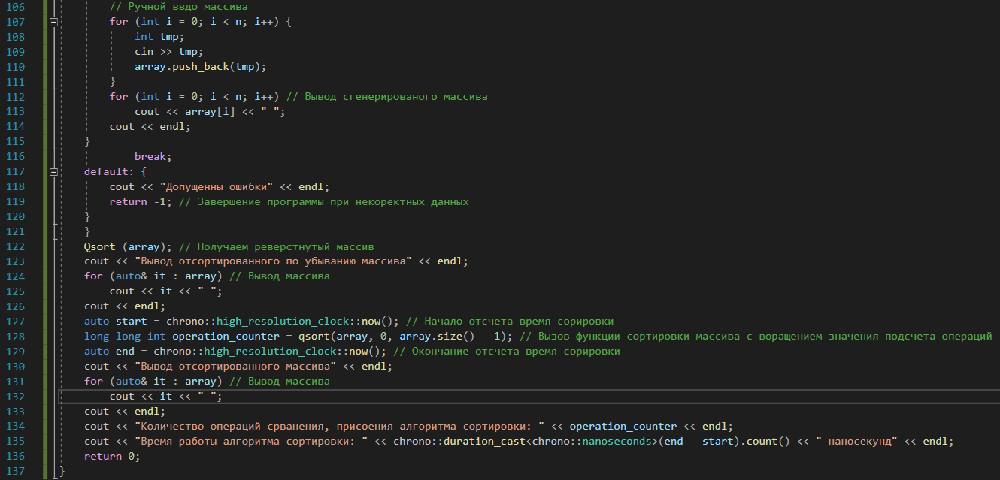 106 // Ручной ввдо массива
107 for (int i = 0; i < n; i++) {
108 int tmp;
109 cin >> tmp;
110 array.push_back(tmp);
111 }
112 for (int i = 0; i < n; i++) // Вывод сгенерированого массива
113 cout << array[i] << " ";
114 cout << endl;
115 }
116 break;
117 default: {
118 cout << "Допущенны ошибки" << endl;
119 return -1; // Завершение программы при некоректных данных
120 }
121 }
122 Qsort_(array); // Получаем реверстнутый массив
123 cout << "Вывод отсортированного по убыванию массива" << endl;
124 for (auto& it : array) // Вывод массива
125 cout << it << " ";
126 cout << endl;
127 auto start = chrono::high_resolution_clock::now(); // Начало отсчета время сорировки
128 long long int operation_counter = qsort(array, 0, array.size() - 1); // Вызов функции сортировки массива с воращением значения подсчета операций
129 auto end = chrono::high_resolution_clock::now(); // Окончание отсчета время сорировки
130 cout << "Вывод отсортированного массива" << endl;
131 for (auto& it : array) // Вывод массива
132 cout << it << " ";
133 cout << endl;
134 cout << "Количество операций срванения, присоения алгоритма сортировки: " << operation_counter << endl;
135 cout << "Время работы алгоритма сортировки: " << chrono::duration_cast<chrono::nanoseconds>(end - start).count() << " наносекунд" << endl;
136 return 0;
137 }